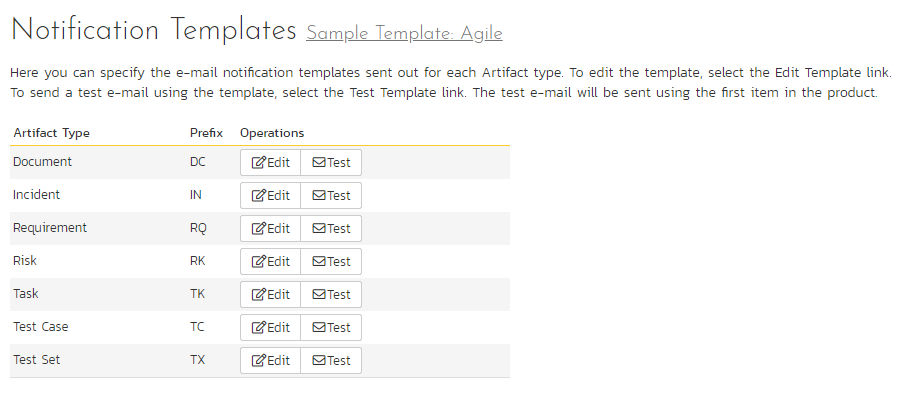 Notification Templates Sample Template: Agile
Here you can specify the e-mail notification templates sent out for each Artifact type. To edit the template, select the Edit Template link.
To send a test e-mail using the template, select the Test Template link. The test e-mail will be sent using the first item in the product.
Artifact Type Prefix Operations
Document DC Edit Test
Incident IN Edit Test
Requirement RQ Edit Test
Risk RK Edit Test
Task TK Edit Test
Test Case TC Edit Test
Test Set TX Edit Test